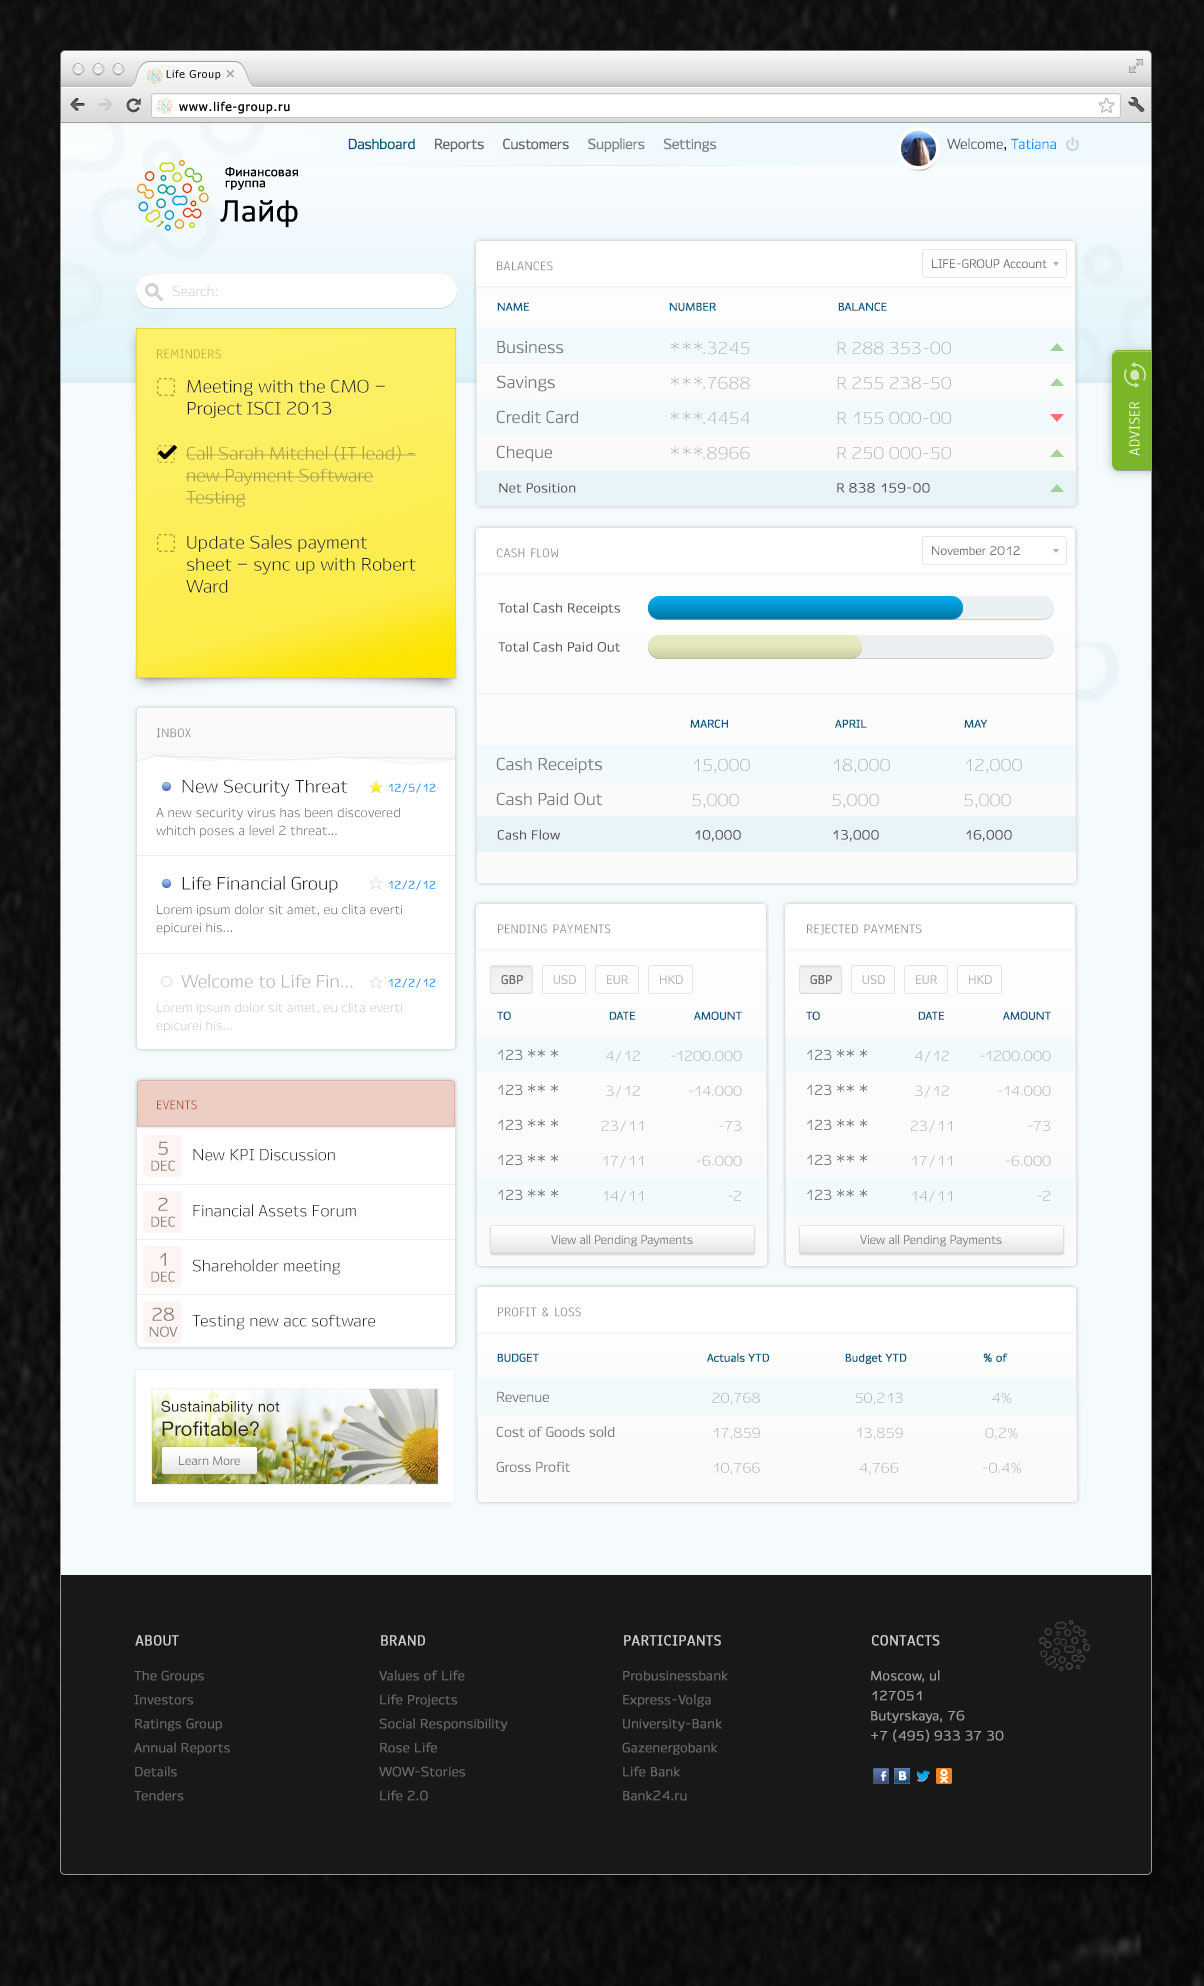 Life Group
www.life-group.ru
Dashboard Reports Customers Suppliers Settings
Welcome, Tatiana
Финансовая
группа
Лайф
Search:
REMINDERS
Meeting with the CMO –
Project ISCI 2013
Call Sarah Mitchel (IT lead) -
new Payment Software
Testing
Update Sales payment
sheet – sync up with Robert
Ward
INBOX
New Security Threat 12/5/12
A new security virus has been discovered
whitch poses a level 2 threat...
Life Financial Group 12/2/12
Lorem ipsum dolor sit amet, eu clita everti
epicurei his...
Welcome to Life Fin... 12/2/12
Lorem ipsum dolor sit amet, eu clita everti
epicurei his...
EVENTS
5 DEC New KPI Discussion
2 DEC Financial Assets Forum
1 DEC Shareholder meeting
28 NOV Testing new acc software
Sustainability not
Profitable?
Learn More
BALANCES LIFE-GROUP Account
NAME NUMBER BALANCE
Business ***.3245 R 288 353-00
Savings ***.7688 R 255 238-50
Credit Card ***.4454 R 155 000-00
Cheque ***.8966 R 250 000-50
Net Position R 838 159-00
ADVISER
CASH FLOW November 2012
Total Cash Receipts
Total Cash Paid Out
MARCH APRIL MAY
Cash Receipts 15,000 18,000 12,000
Cash Paid Out 5,000 5,000 5,000
Cash Flow 10,000 13,000 16,000
PENDING PAYMENTS
GBP USD EUR HKD
TO DATE AMOUNT
123 ** * 4/12 -1200.000
123 ** * 3/12 -14.000
123 ** * 23/11 -73
123 ** * 17/11 -6.000
123 ** * 14/11 -2
View all Pending Payments
REJECTED PAYMENTS
GBP USD EUR HKD
TO DATE AMOUNT
123 ** * 4/12 -1200.000
123 ** * 3/12 -14.000
123 ** * 23/11 -73
123 ** * 17/11 -6.000
123 ** * 14/11 -2
View all Pending Payments
PROFIT & LOSS
BUDGET Actuals YTD Budget YTD % of
Revenue 20,768 50,213 4%
Cost of Goods sold 17,859 13,859 0,2%
Gross Profit 10,766 4,766 -0.4%
ABOUT
The Groups
Investors
Ratings Group
Annual Reports
Details
Tenders
BRAND
Values of Life
Life Projects
Social Responsibility
Rose Life
WOW-Stories
Life 2.0
PARTICIPANTS
Probusinessbank
Express-Volga
University-Bank
Gazenergobank
Life Bank
Bank24.ru
CONTACTS
Moscow, ul
127051
Butyrskaya, 76
+7 (495) 933 37 30